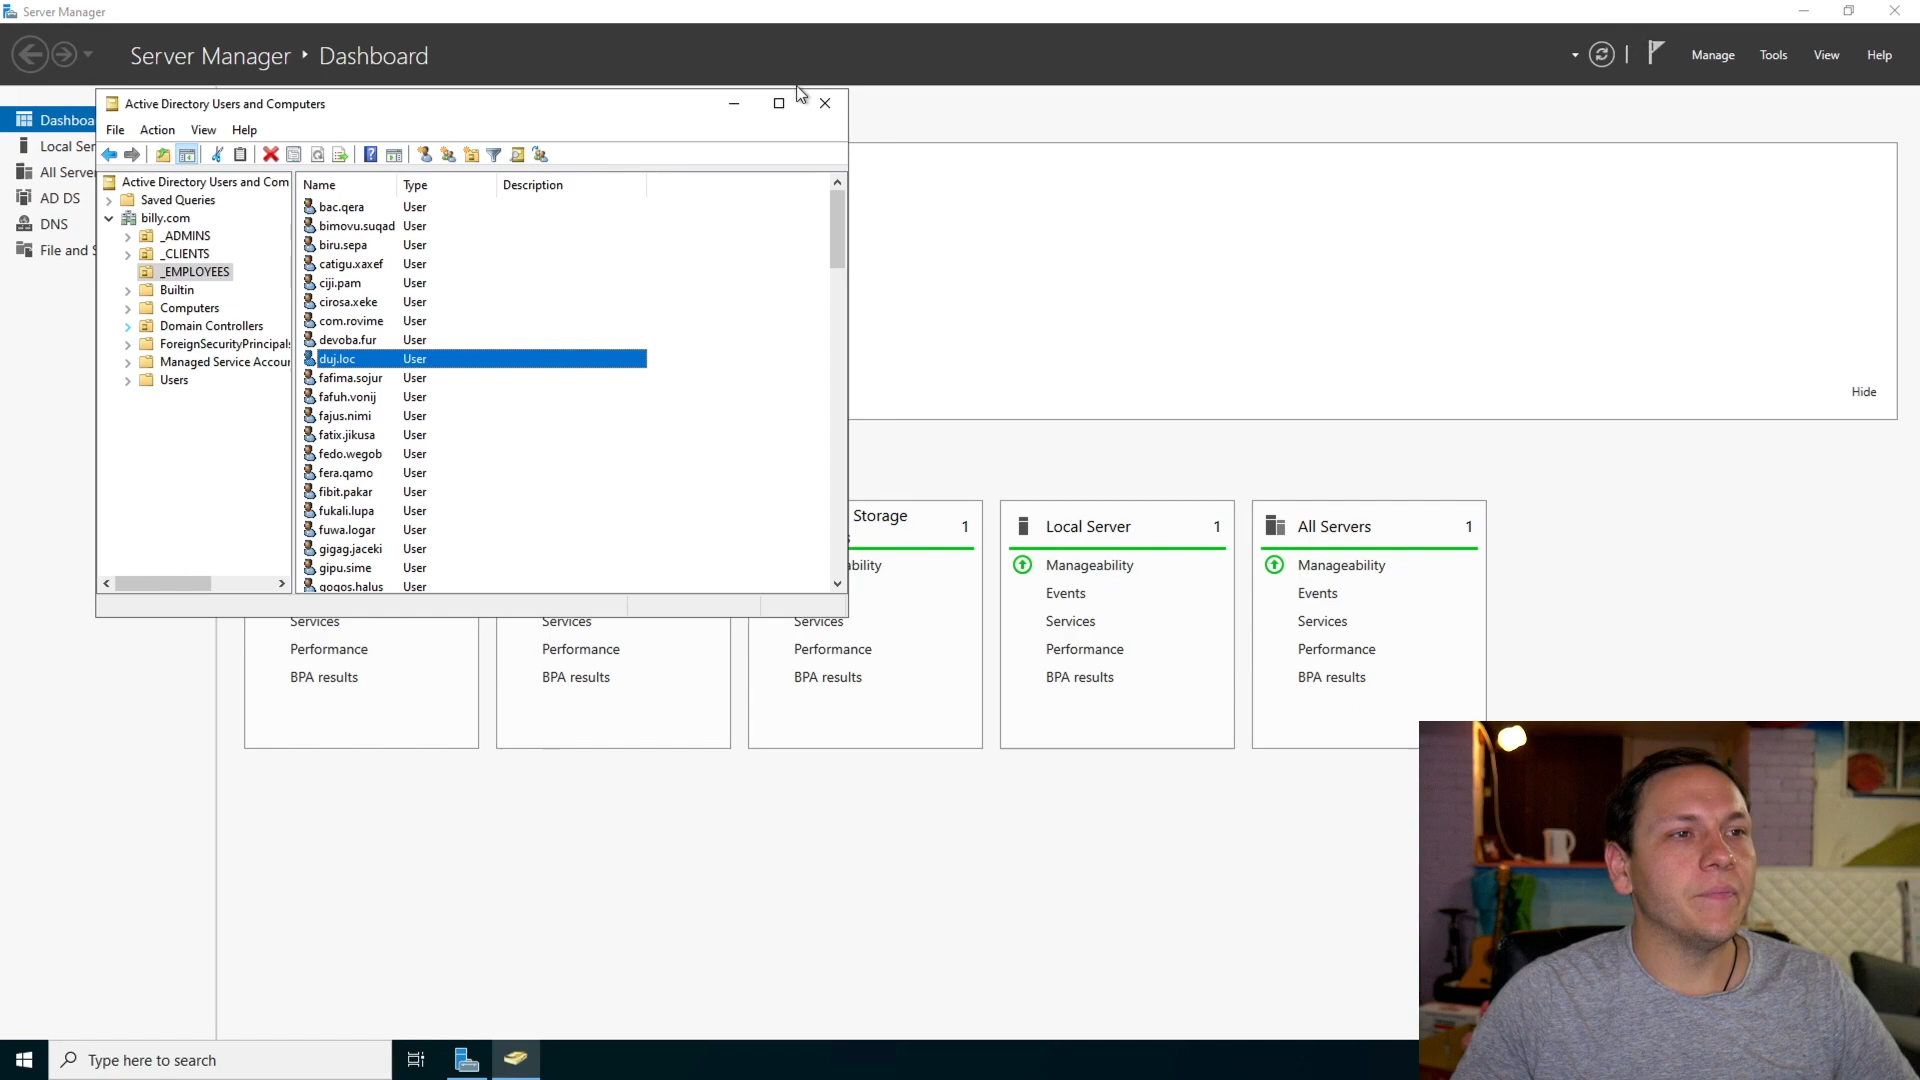 Server Manager
Server Manager ‣ Dashboard
Manage
Tools
View
Help
Dashboa
Local Ser
All Server
AD DS
DNS
File and S
Active Directory Users and Computers
File
Action
View
Help
Active Directory Users and Com
Saved Queries
billy.com
_ADMINS
_CLIENTS
_EMPLOYEES
Builtin
Computers
Domain Controllers
ForeignSecurityPrincipals
Managed Service Accour
Users
Name Type Description
bac.qera User
bimovu.suqad User
biru.sepa User
catigu.xaxef User
ciji.pam User
cirosa.xeke User
com.rovime User
devoba.fur User
duj.loc User
fafima.sojur User
fafuh.vonij User
fajus.nimi User
fatix.jikusa User
fedo.wegob User
fera.qamo User
fibit.pakar User
fukali.lupa User
fuwa.logar User
gigag.jaceki User
gipu.sime User
gogos.halus User
Hide
Services
Performance
BPA results
Services
Performance
BPA results
Storage 1
s
ability
Services
Performance
BPA results
Local Server 1
Manageability
Events
Services
Performance
BPA results
All Servers 1
Manageability
Events
Services
Performance
BPA results
Type here to search